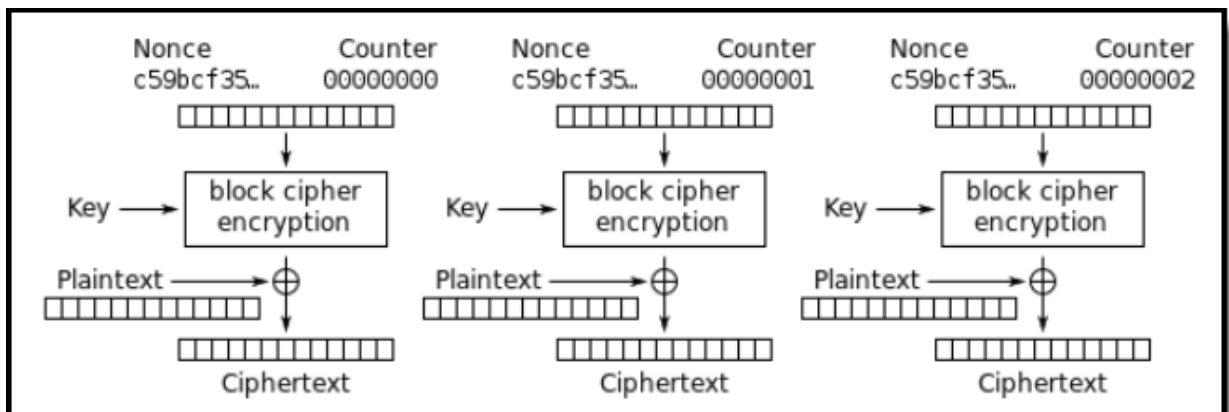 Nonce Counter Nonce Counter Nonce Counter
c59bcf35… 00000000 c59bcf35… 00000001 c59bcf35… 00000002
Key block cipher encryption Key block cipher encryption Key block cipher encryption
Plaintext Plaintext Plaintext
Ciphertext Ciphertext Ciphertext